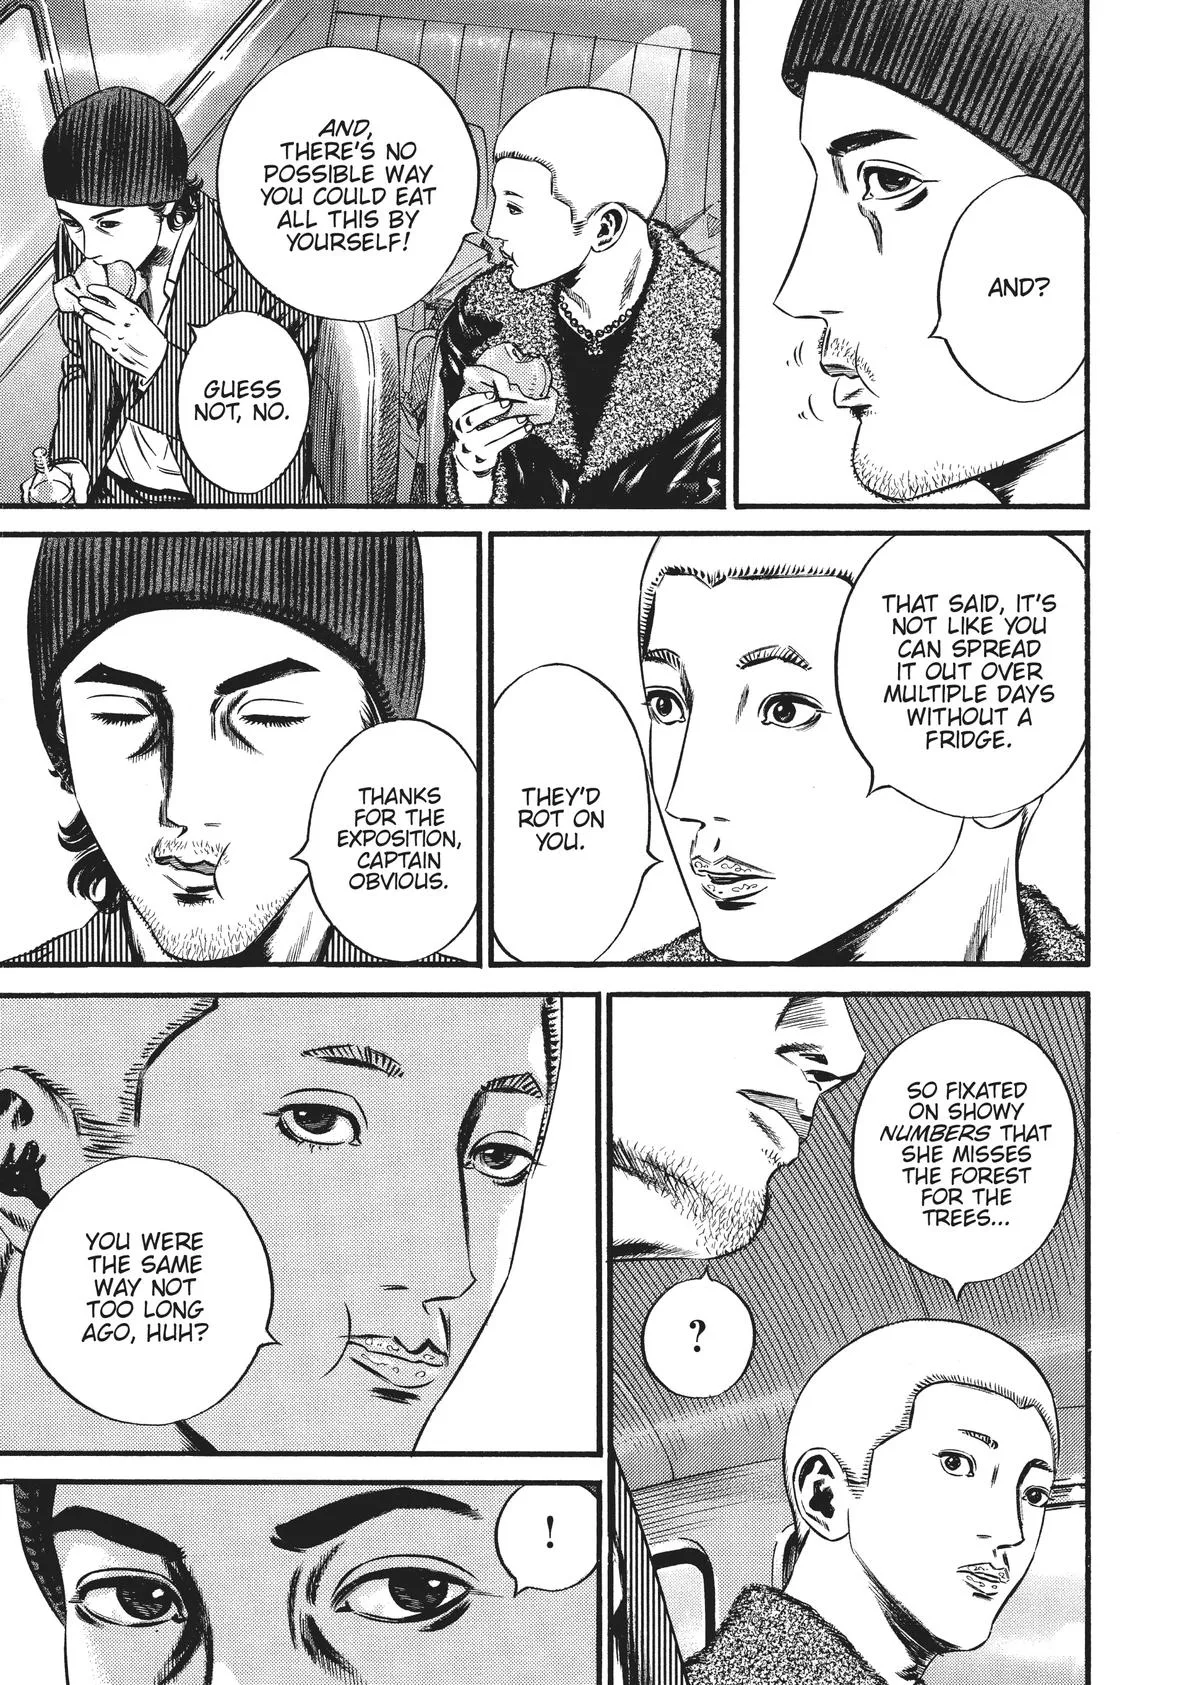 AND?
AND,
THERE'S NO
POSSIBLE WAY
YOU COULD EAT
ALL THIS BY
YOURSELF!
GUESS
NOT, NO.
THAT SAID, IT'S
NOT LIKE YOU
CAN SPREAD
IT OUT OVER
MULTIPLE DAYS
WITHOUT A
FRIDGE.
THEY'D
ROT ON
YOU.
THANKS
FOR THE
EXPOSITION,
CAPTAIN
OBVIOUS.
SO FIXATED
ON SHOWY
NUMBERS THAT
SHE MISSES
THE FOREST
FOR THE
TREES...
?
YOU WERE
THE SAME
WAY NOT
TOO LONG
AGO, HUH?
!